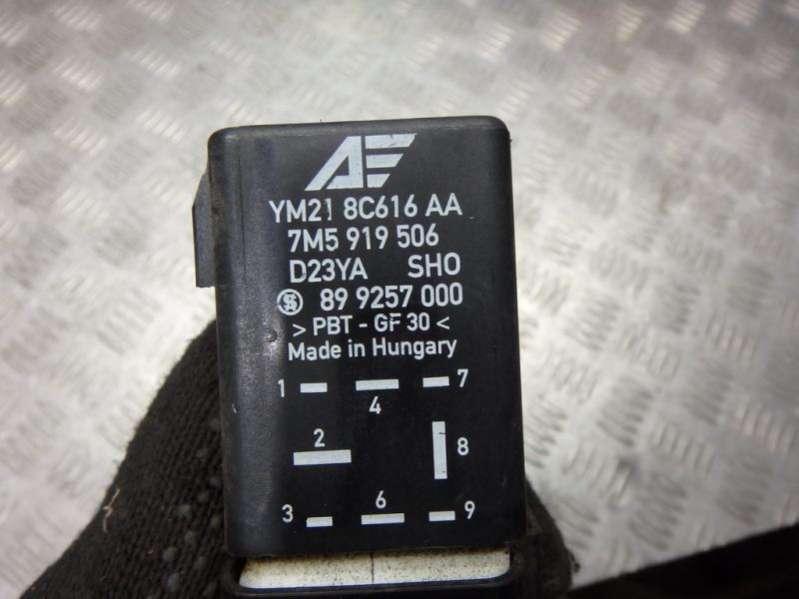 AE
YM21 8C616 AA
7M5 919 506
D23YA SHO
S 89 9257 000
> PBT - GF 30 <
Made in Hungary
1 4 7
2 8
3 6 9